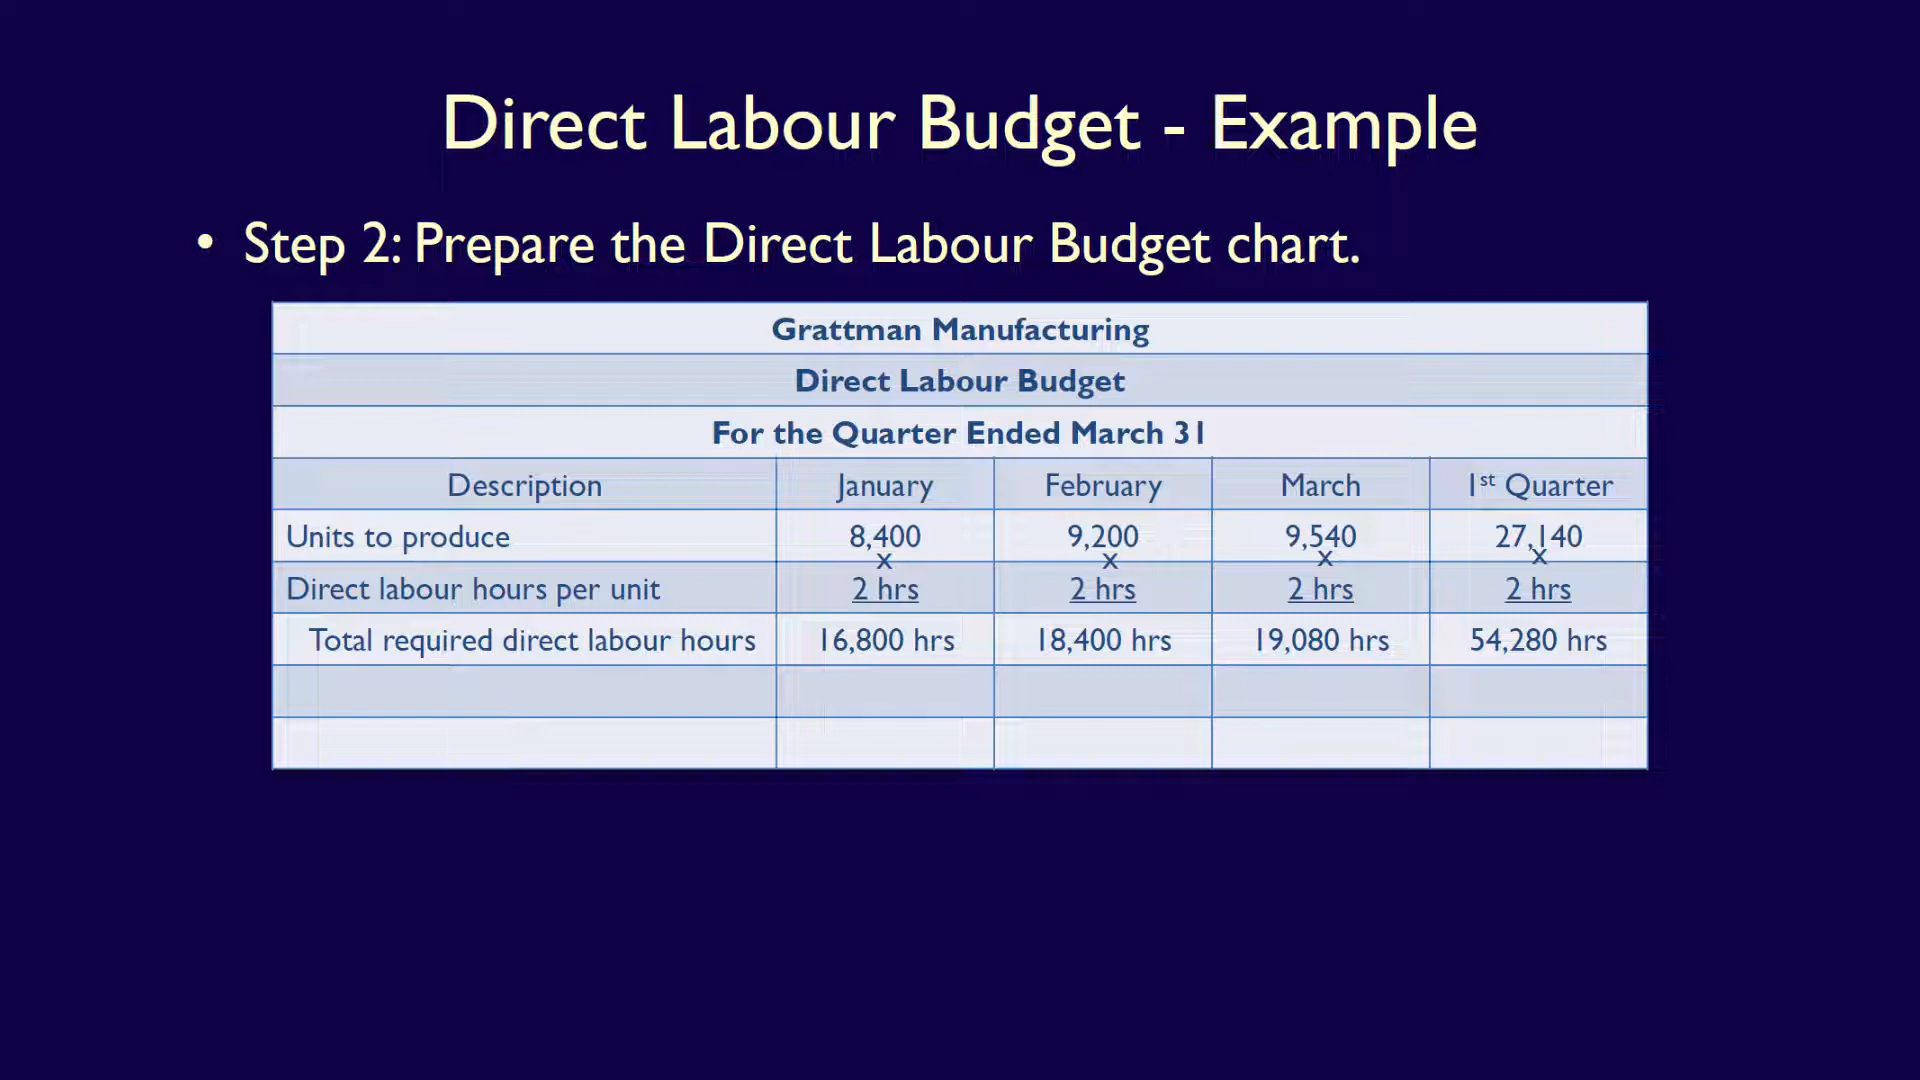 Direct Labour Budget - Example
• Step 2: Prepare the Direct Labour Budget chart.
Grattman Manufacturing
Direct Labour Budget
For the Quarter Ended March 31
Description January February March 1st Quarter
Units to produce 8,400 9,200 9,540 27,140
x x x x
Direct labour hours per unit 2 hrs 2 hrs 2 hrs 2 hrs
Total required direct labour hours 16,800 hrs 18,400 hrs 19,080 hrs 54,280 hrs